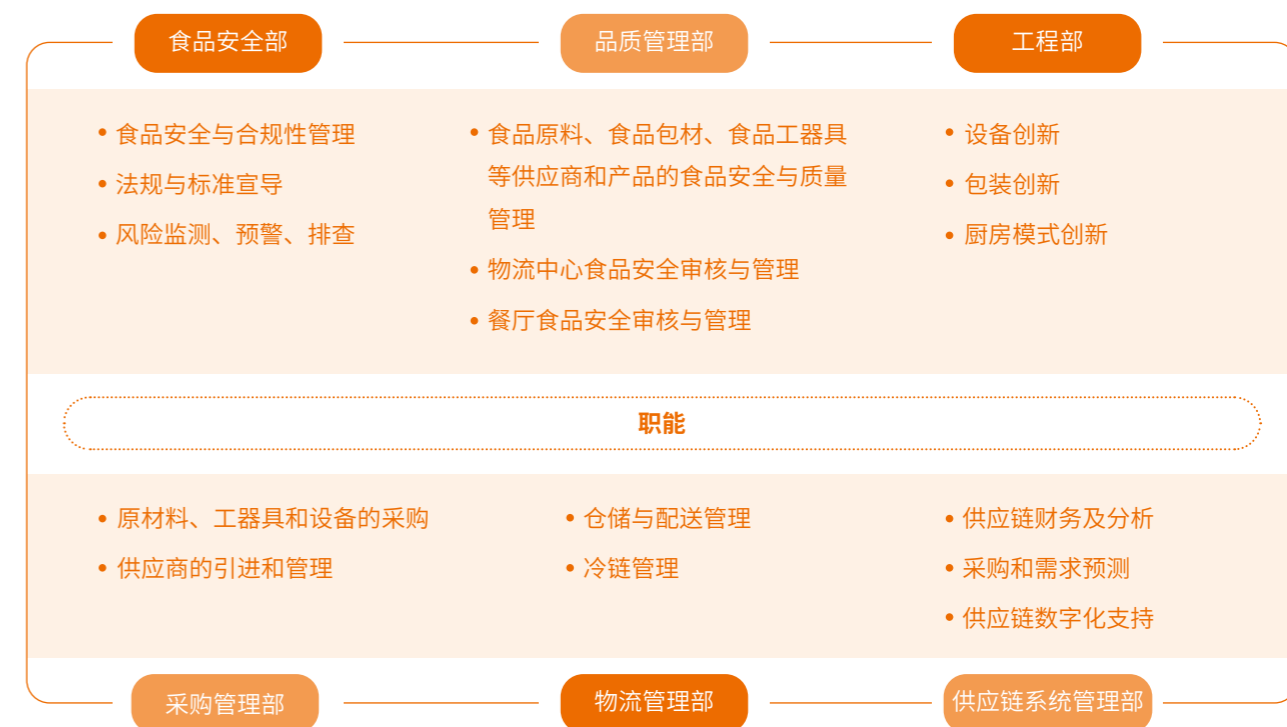 食品安全部
品质管理部
工程部
• 食品安全与合规性管理
• 法规与标准宣导
• 风险监测、预警、排查
• 食品原料、食品包材、食品工器具
等供应商和产品的食品安全与质量
管理
• 物流中心食品安全审核与管理
• 餐厅食品安全审核与管理
• 设备创新
• 包装创新
• 厨房模式创新
职能
• 原材料、工器具和设备的采购
• 供应商的引进和管理
• 仓储与配送管理
• 冷链管理
• 供应链财务及分析
• 采购和需求预测
• 供应链数字化支持
采购管理部
物流管理部
供应链系统管理部